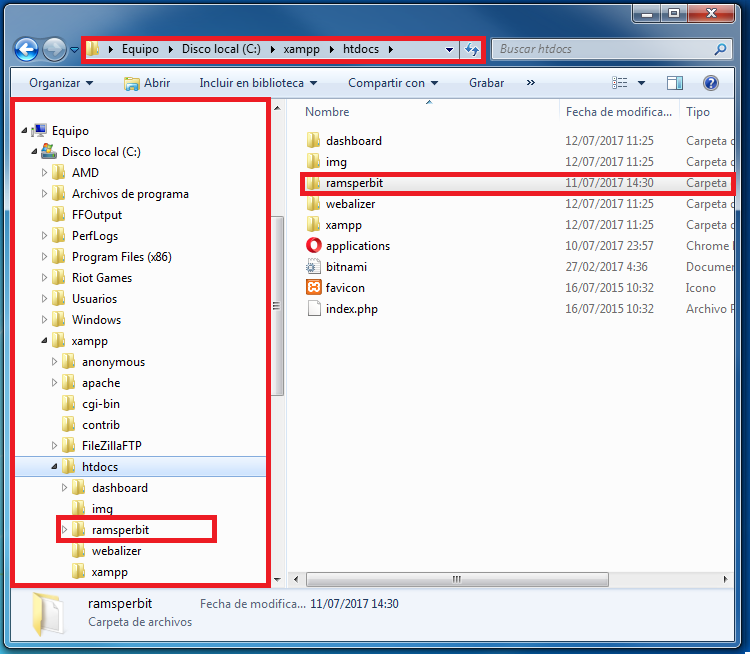 Equipo Disco local (C:) xampp htdocs
Buscar htdocs
Organizar Abrir Incluir en biblioteca Compartir con Grabar »
Equipo
Disco local (C:)
AMD
Archivos de programa
FFOutput
PerfLogs
Program Files (x86)
Riot Games
Usuarios
Windows
xampp
anonymous
apache
cgi-bin
contrib
FileZillaFTP
htdocs
dashboard
img
ramsperbit
webalizer
xampp
Nombre Fecha de modifica... Tipo
dashboard 12/07/2017 11:25 Carpeta d
img 12/07/2017 11:25 Carpeta d
ramsperbit 11/07/2017 14:30 Carpeta
webalizer 12/07/2017 11:25 Carpeta d
xampp 12/07/2017 11:25 Carpeta d
applications 10/07/2017 23:57 Chrome
bitnami 27/02/2017 4:36 Documen
favicon 16/07/2015 10:32 Icono
index.php 16/07/2015 10:32 Archivo P
ramsperbit Fecha de modifica... 11/07/2017 14:30
Carpeta de archivos